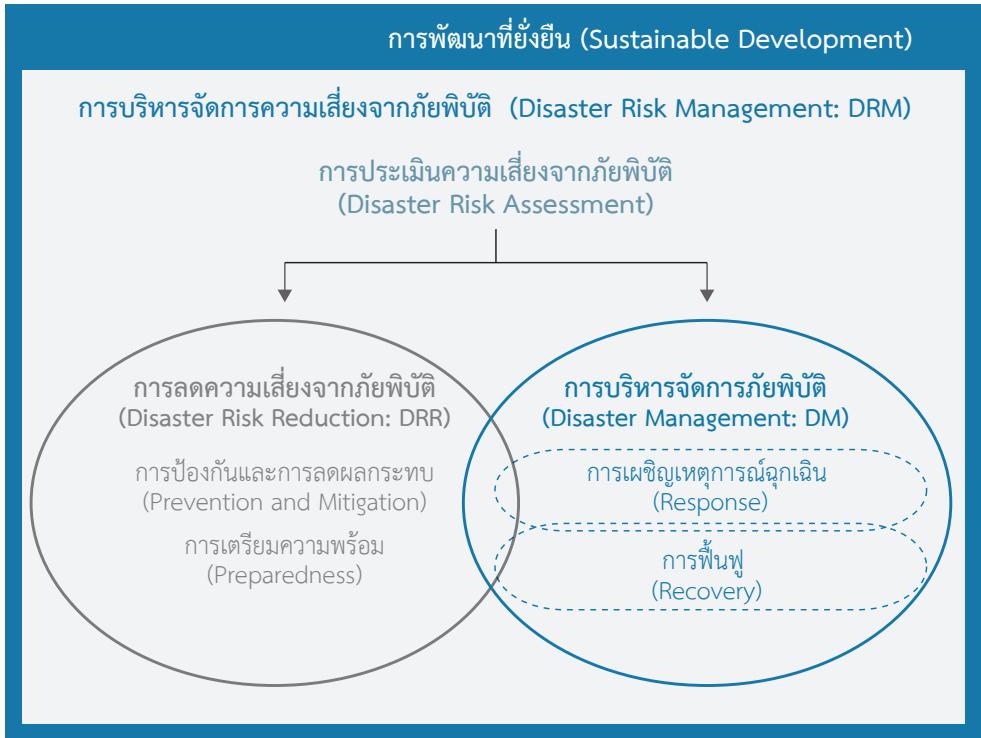 การพัฒนาที่ยั่งยืน (Sustainable Development)
การบริหารจัดการความเสี่ยงจากภัยพิบัติ (Disaster Risk Management: DRM)
การประเมินความเสี่ยงจากภัยพิบัติ
(Disaster Risk Assessment)
การลดความเสี่ยงจากภัยพิบัติ
(Disaster Risk Reduction: DRR)
การป้องกันและการลดผลกระทบ
(Prevention and Mitigation)
การเตรียมความพร้อม
(Preparedness)
การบริหารจัดการภัยพิบัติ
(Disaster Management: DM)
การเผชิญเหตุการณ์ฉุกเฉิน
(Response)
การฟื้นฟู
(Recovery)